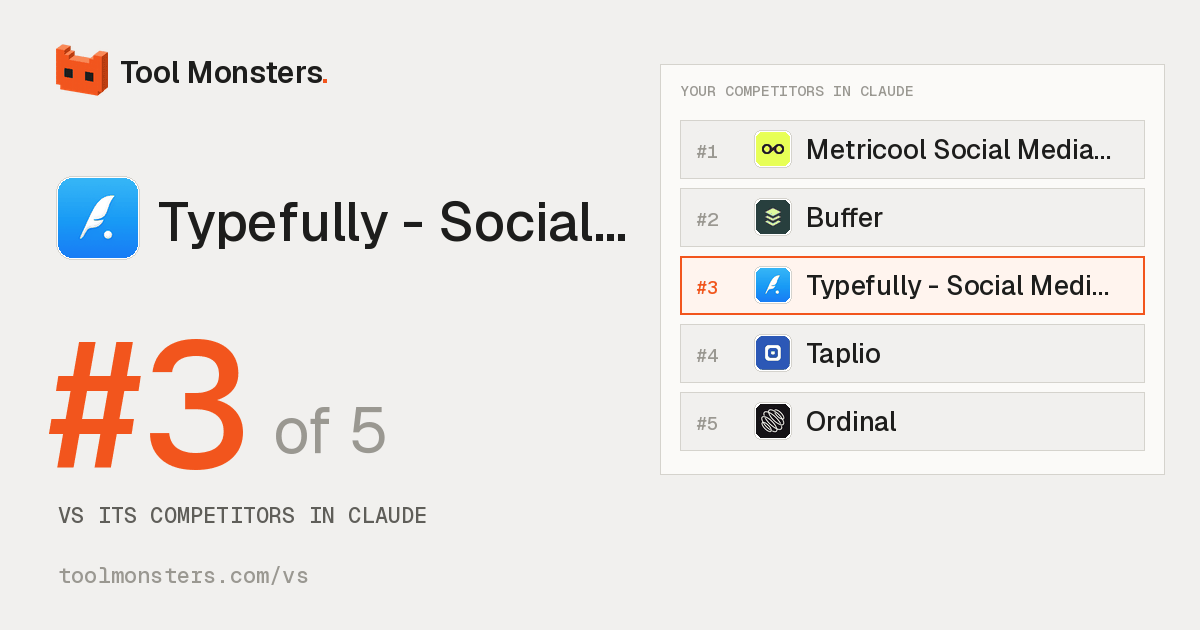 Tool Monsters.
Typefully - Social...
#3 of 5
VS ITS COMPETITORS IN CLAUDE
toolmonsters.com/vs
YOUR COMPETITORS IN CLAUDE
#1 Metricool Social Media...
#2 Buffer
#3 Typefully - Social Medi...
#4 Taplio
#5 Ordinal